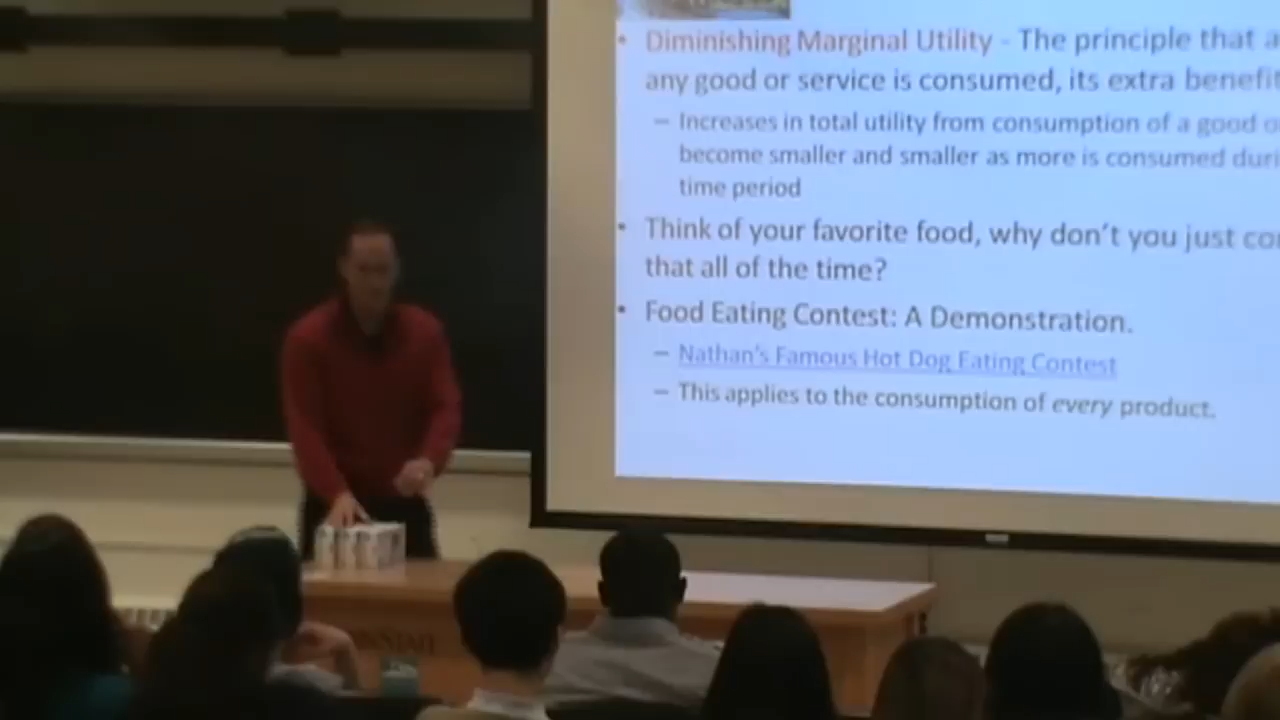 • Diminishing Marginal Utility - The principle that a
any good or service is consumed, its extra benefit
– Increases in total utility from consumption of a good o
become smaller and smaller as more is consumed duri
time period
• Think of your favorite food, why don't you just co
that all of the time?
• Food Eating Contest: A Demonstration.
– Nathan's Famous Hot Dog Eating Contest
– This applies to the consumption of every product.